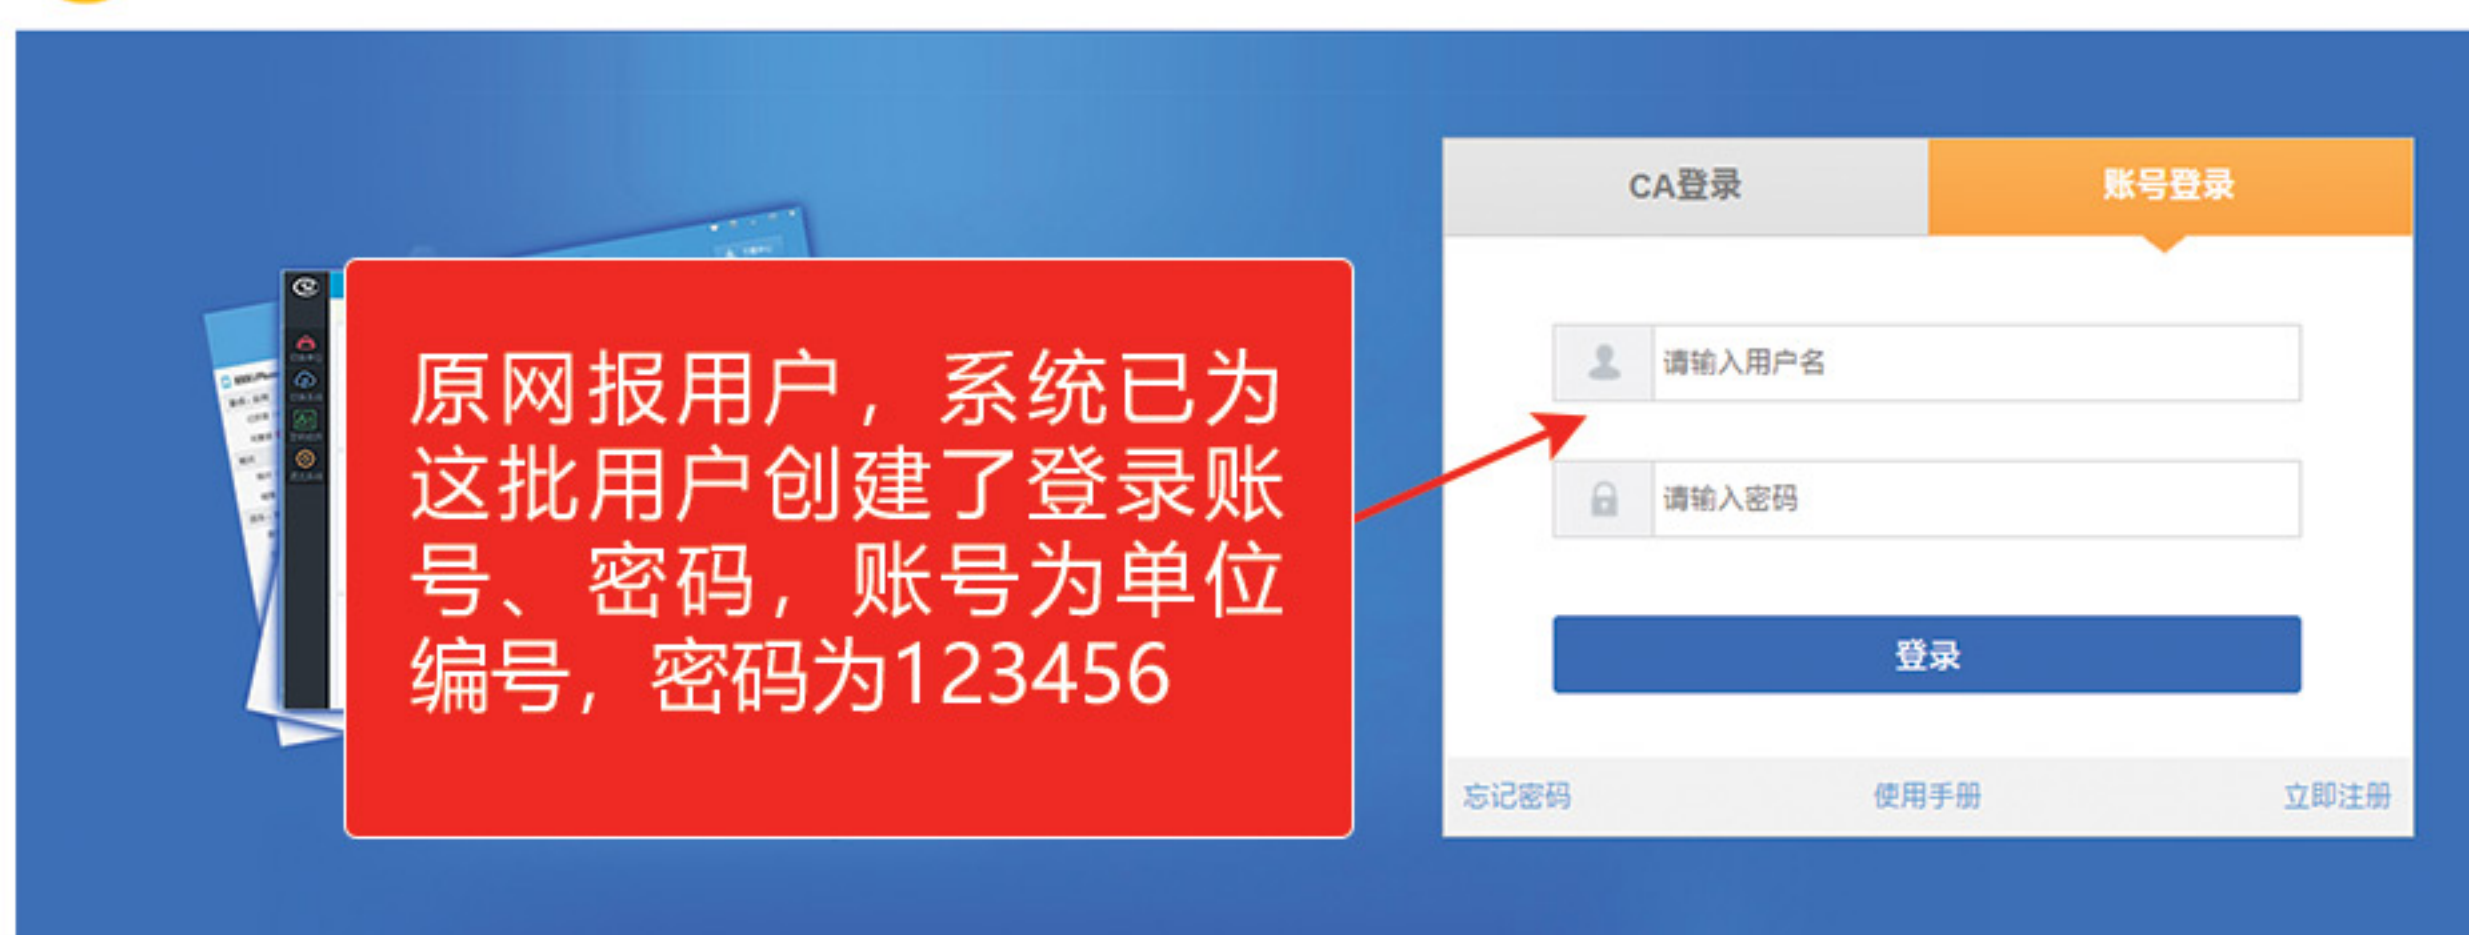 CA登录
账号登录
原网报用户，系统已为
这批用户创建了登录账
号、密码，账号为单位
编号，密码为123456
请输入用户名
请输入密码
登录
忘记密码
使用手册
立即注册